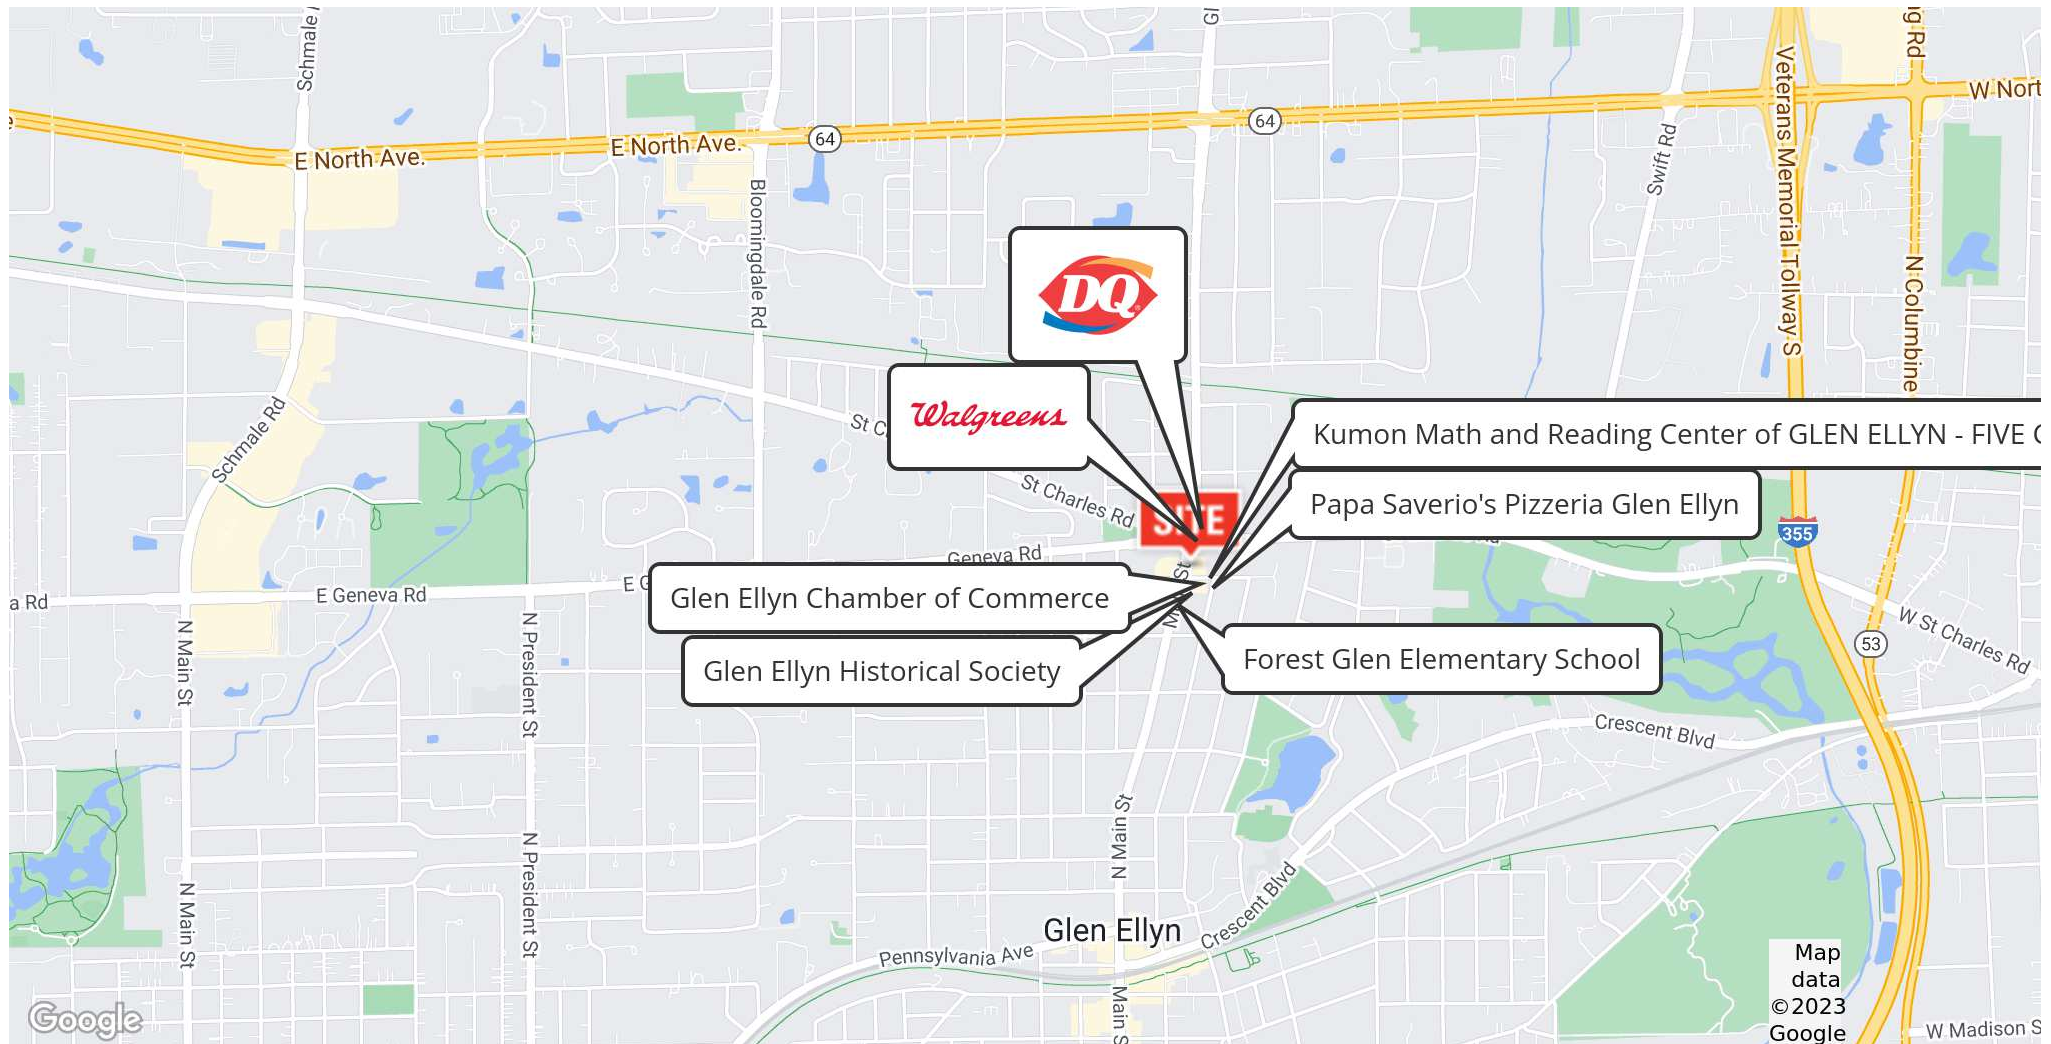 Schmale
Gl
Rd
Veterans Memorial Tollway S
W Nort
64
64
E North Ave.
E North Ave.
Swift Rd
Bloomingdale Rd
N Columbine
DQ
Walgreens
Schmale Rd
St C
Kumon Math and Reading Center of GLEN ELLYN - FIVE
St Charles Rd
Papa Saverio's Pizzeria Glen Ellyn
SITE
355
Geneva Rd
E G
E Geneva Rd
a Rd
Glen Ellyn Chamber of Commerce
St
N Main St
N President St
W St Charles Rd
53
Glen Ellyn Historical Society
Forest Glen Elementary School
Crescent Blvd
N Main St
N President St
N Main St
Crescent Blvd
Glen Ellyn
Pennsylvania Ave
Main S
Map
data
©2023
Google
Google
W Madison S